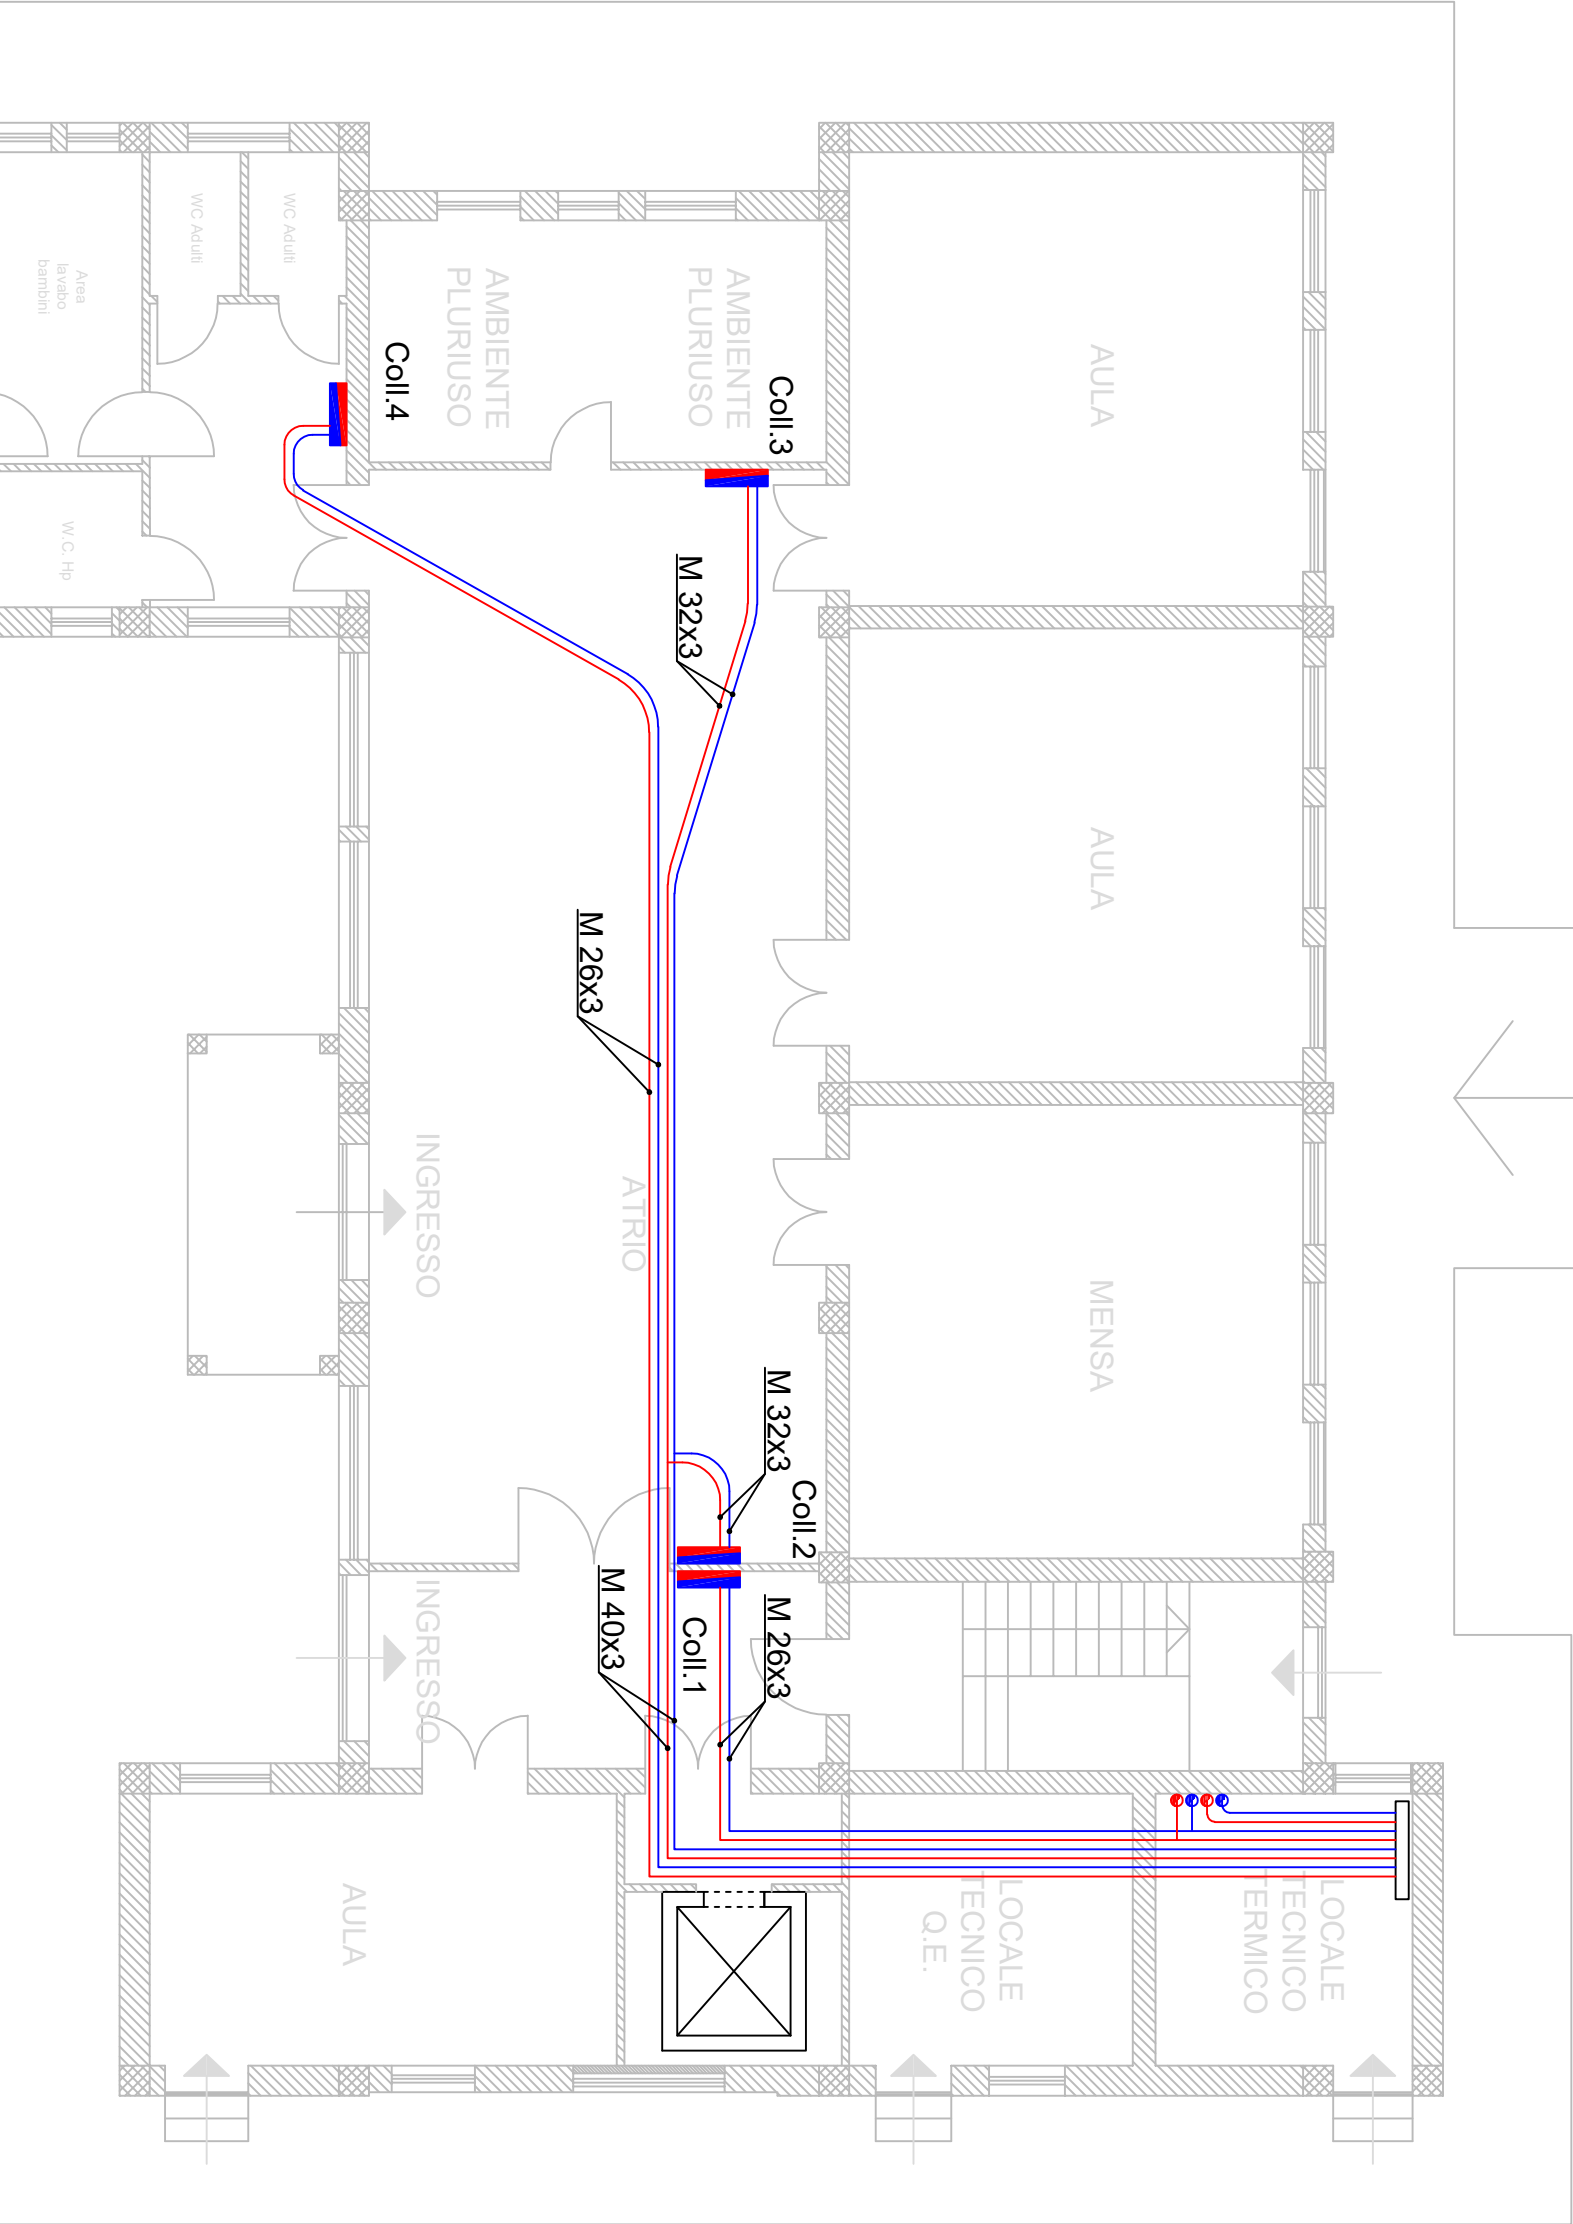 WC Adulti
WC Adulti
Area
lavabo
bambini
W.C. Hp
AMBIENTE
PLURIUSO
AMBIENTE
PLURIUSO
Coll.4
Coll.3
AULA
M 32x3
AULA
M 26x3
INGRESSO
ATRIO
MENSA
M 32x3
Coll.2
INGRESSO
M 40x3
Coll.1
M 26x3
AULA
LOCALE
TECNICO
Q.E.
LOCALE
TECNICO
TERMICO